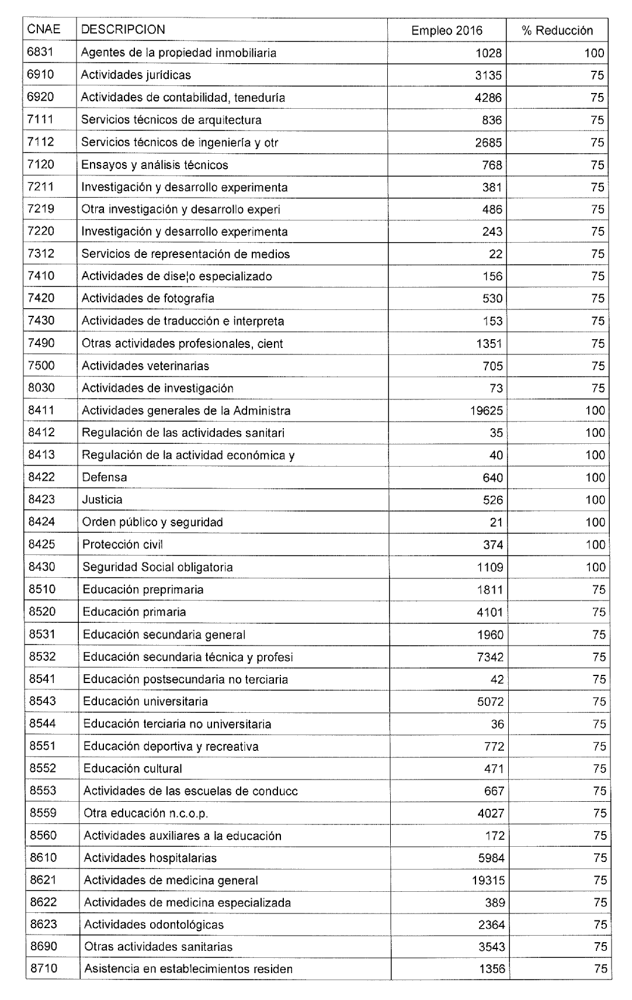 CNAE DESCRIPCION Empleo 2016 % Reducción
6831 Agentes de la propiedad inmobiliaria 1028 100
6910 Actividades jurídicas 3135 75
6920 Actividades de contabilidad, teneduría 4286 75
7111 Servicios técnicos de arquitectura 836 75
7112 Servicios técnicos de ingeniería y otr 2685 75
7120 Ensayos y análisis técnicos 768 75
7211 Investigación y desarrollo experimenta 381 75
7219 Otra investigación y desarrollo experi 486 75
7220 Investigación y desarrollo experimenta 243 75
7312 Servicios de representación de medios 22 75
7410 Actividades de dise¦o especializado 156 75
7420 Actividades de fotografía 530 75
7430 Actividades de traducción e interpreta 153 75
7490 Otras actividades profesionales, cient 1351 75
7500 Actividades veterinarias 705 75
8030 Actividades de investigación 73 75
8411 Actividades generales de la Administra 19625 100
8412 Regulación de las actividades sanitari 35 100
8413 Regulación de la actividad económica y 40 100
8422 Defensa 640 100
8423 Justicia 526 100
8424 Orden público y seguridad 21 100
8425 Protección civil 374 100
8430 Seguridad Social obligatoria 1109 100
8510 Educación preprimaria 1811 75
8520 Educación primaria 4101 75
8531 Educación secundaria general 1960 75
8532 Educación secundaria técnica y profesi 7342 75
8541 Educación postsecundaria no terciaria 42 75
8543 Educación universitaria 5072 75
8544 Educación terciaria no universitaria 36 75
8551 Educación deportiva y recreativa 772 75
8552 Educación cultural 471 75
8553 Actividades de las escuelas de conducc 667 75
8559 Otra educación n.c.o.p. 4027 75
8560 Actividades auxiliares a la educación 172 75
8610 Actividades hospitalarias 5984 75
8621 Actividades de medicina general 19315 75
8622 Actividades de medicina especializada 389 75
8623 Actividades odontológicas 2364 75
8690 Otras actividades sanitarias 3543 75
8710 Asistencia en establecimientos residen 1356 75